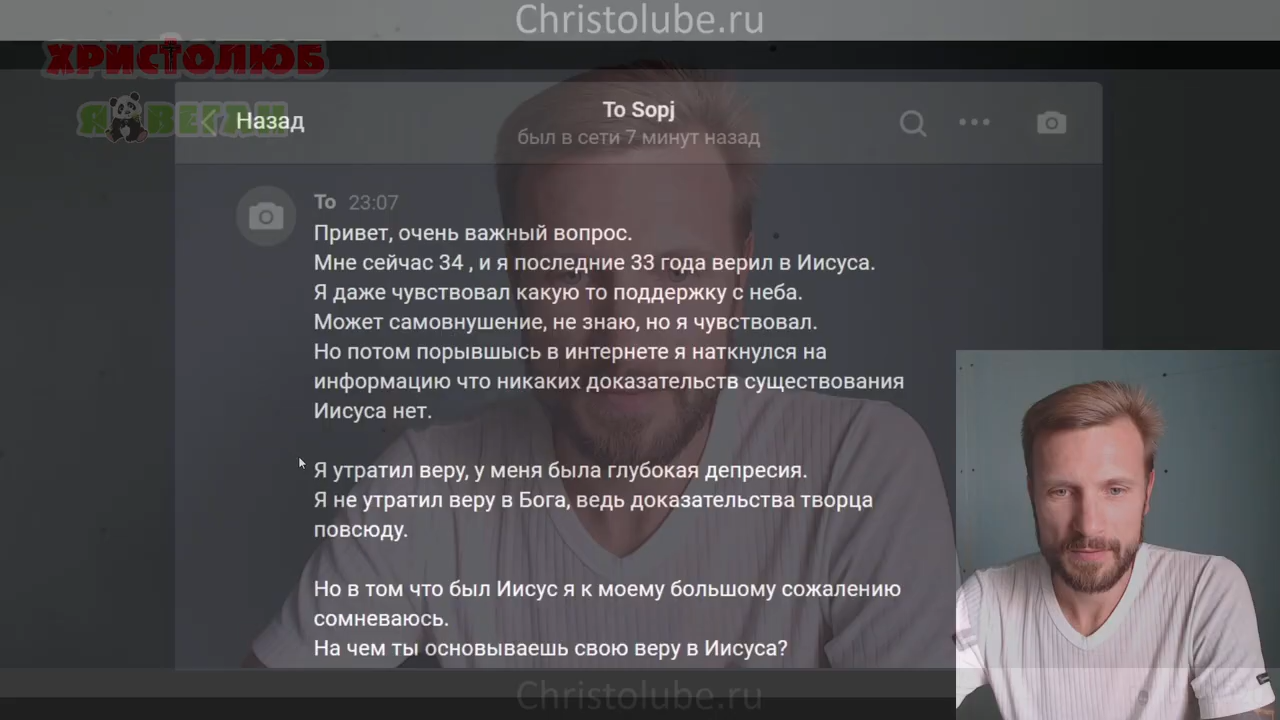 Christolube.ru
ХРИСТОЛЮБ
Я ВЕГАН
Назад
To Sopj
был в сети 7 минут назад
To 23:07
Привет, очень важный вопрос.
Мне сейчас 34 , и я последние 33 года верил в Иисуса.
Я даже чувствовал какую то поддержку с неба.
Может самовнушение, не знаю, но я чувствовал.
Но потом порывшысь в интернете я наткнулся на
информацию что никаких доказательств существования
Иисуса нет.
Я утратил веру, у меня была глубокая депресия.
Я не утратил веру в Бога, ведь доказательства творца
повсюду.
Но в том что был Иисус я к моему большому сожалению
сомневаюсь.
На чем ты основываешь свою веру в Иисуса?
Christolube.ru